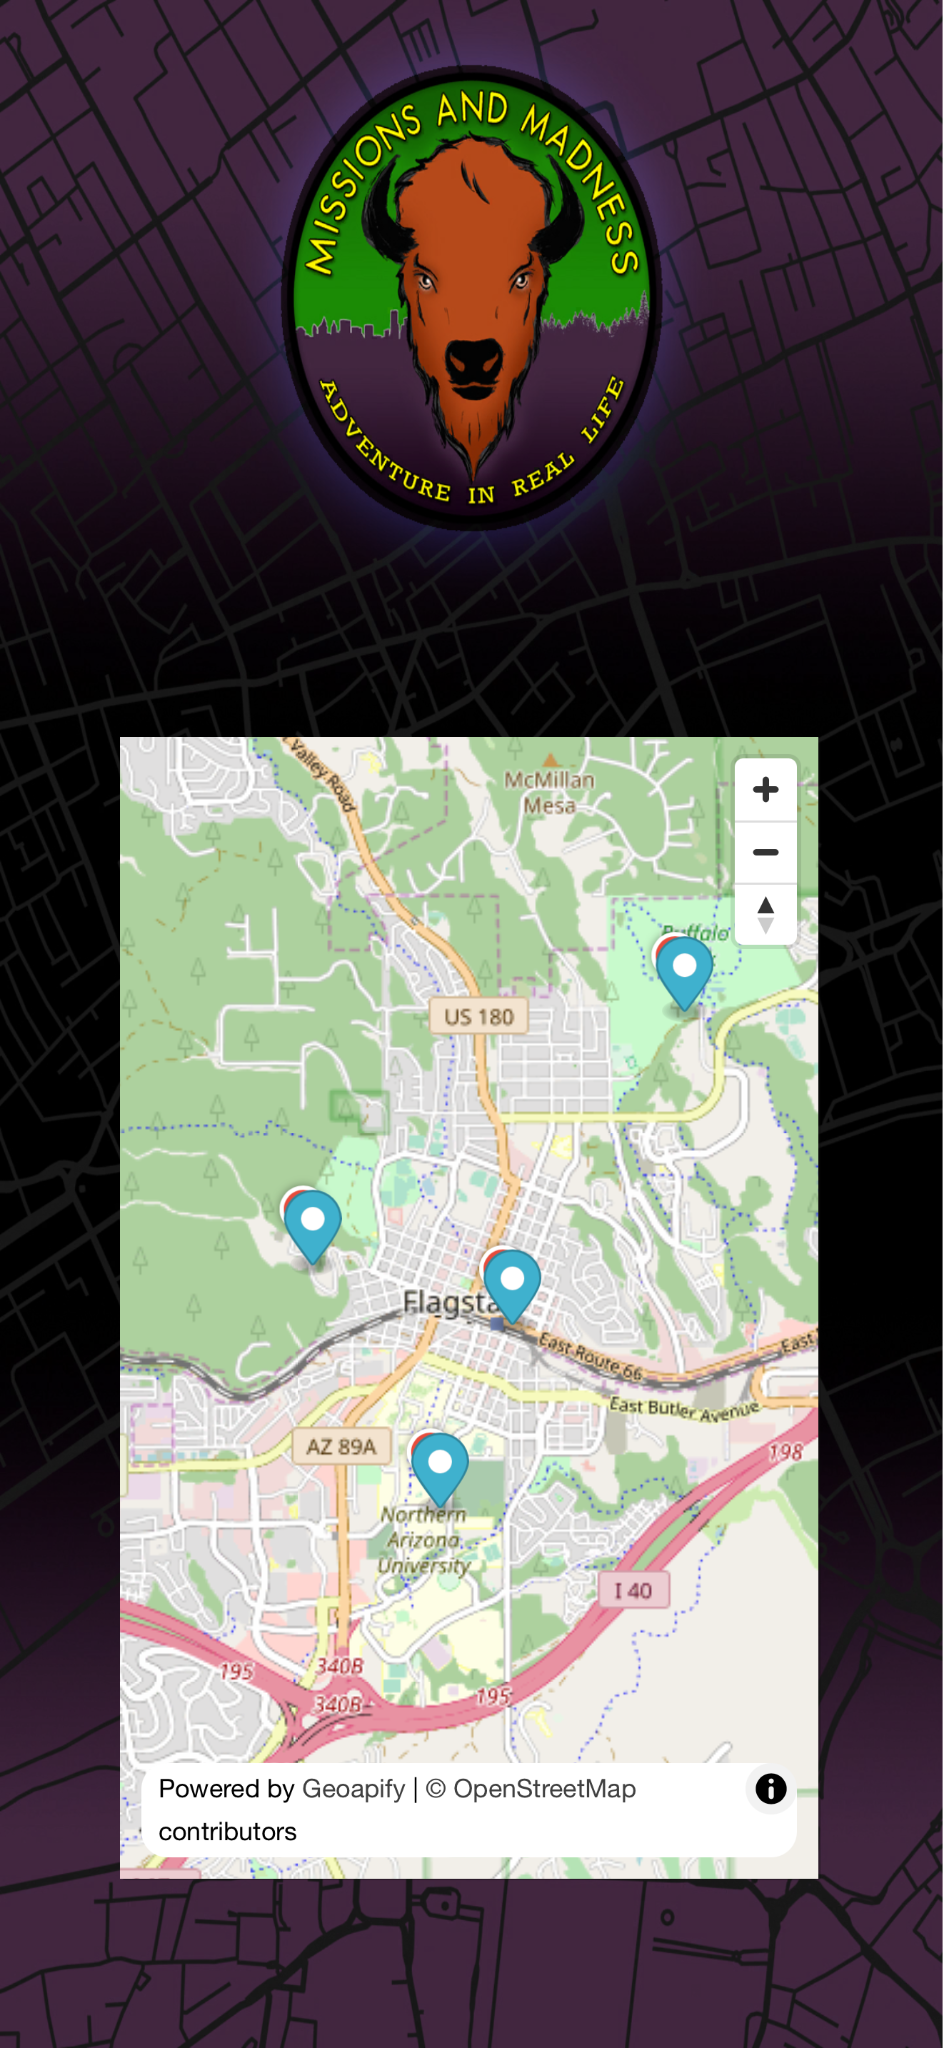 MISSIONS AND MADNESS
ADVENTURE IN REAL LIFE
Valley Road
McMillan
Mesa
Buffalo
US 180
Flagsta
East Route 66
East
East Butler Avenue
AZ 89A
198
Northern
Arizona
University
I 40
195
340B
340B
195
Powered by Geoapify | © OpenStreetMap
contributors